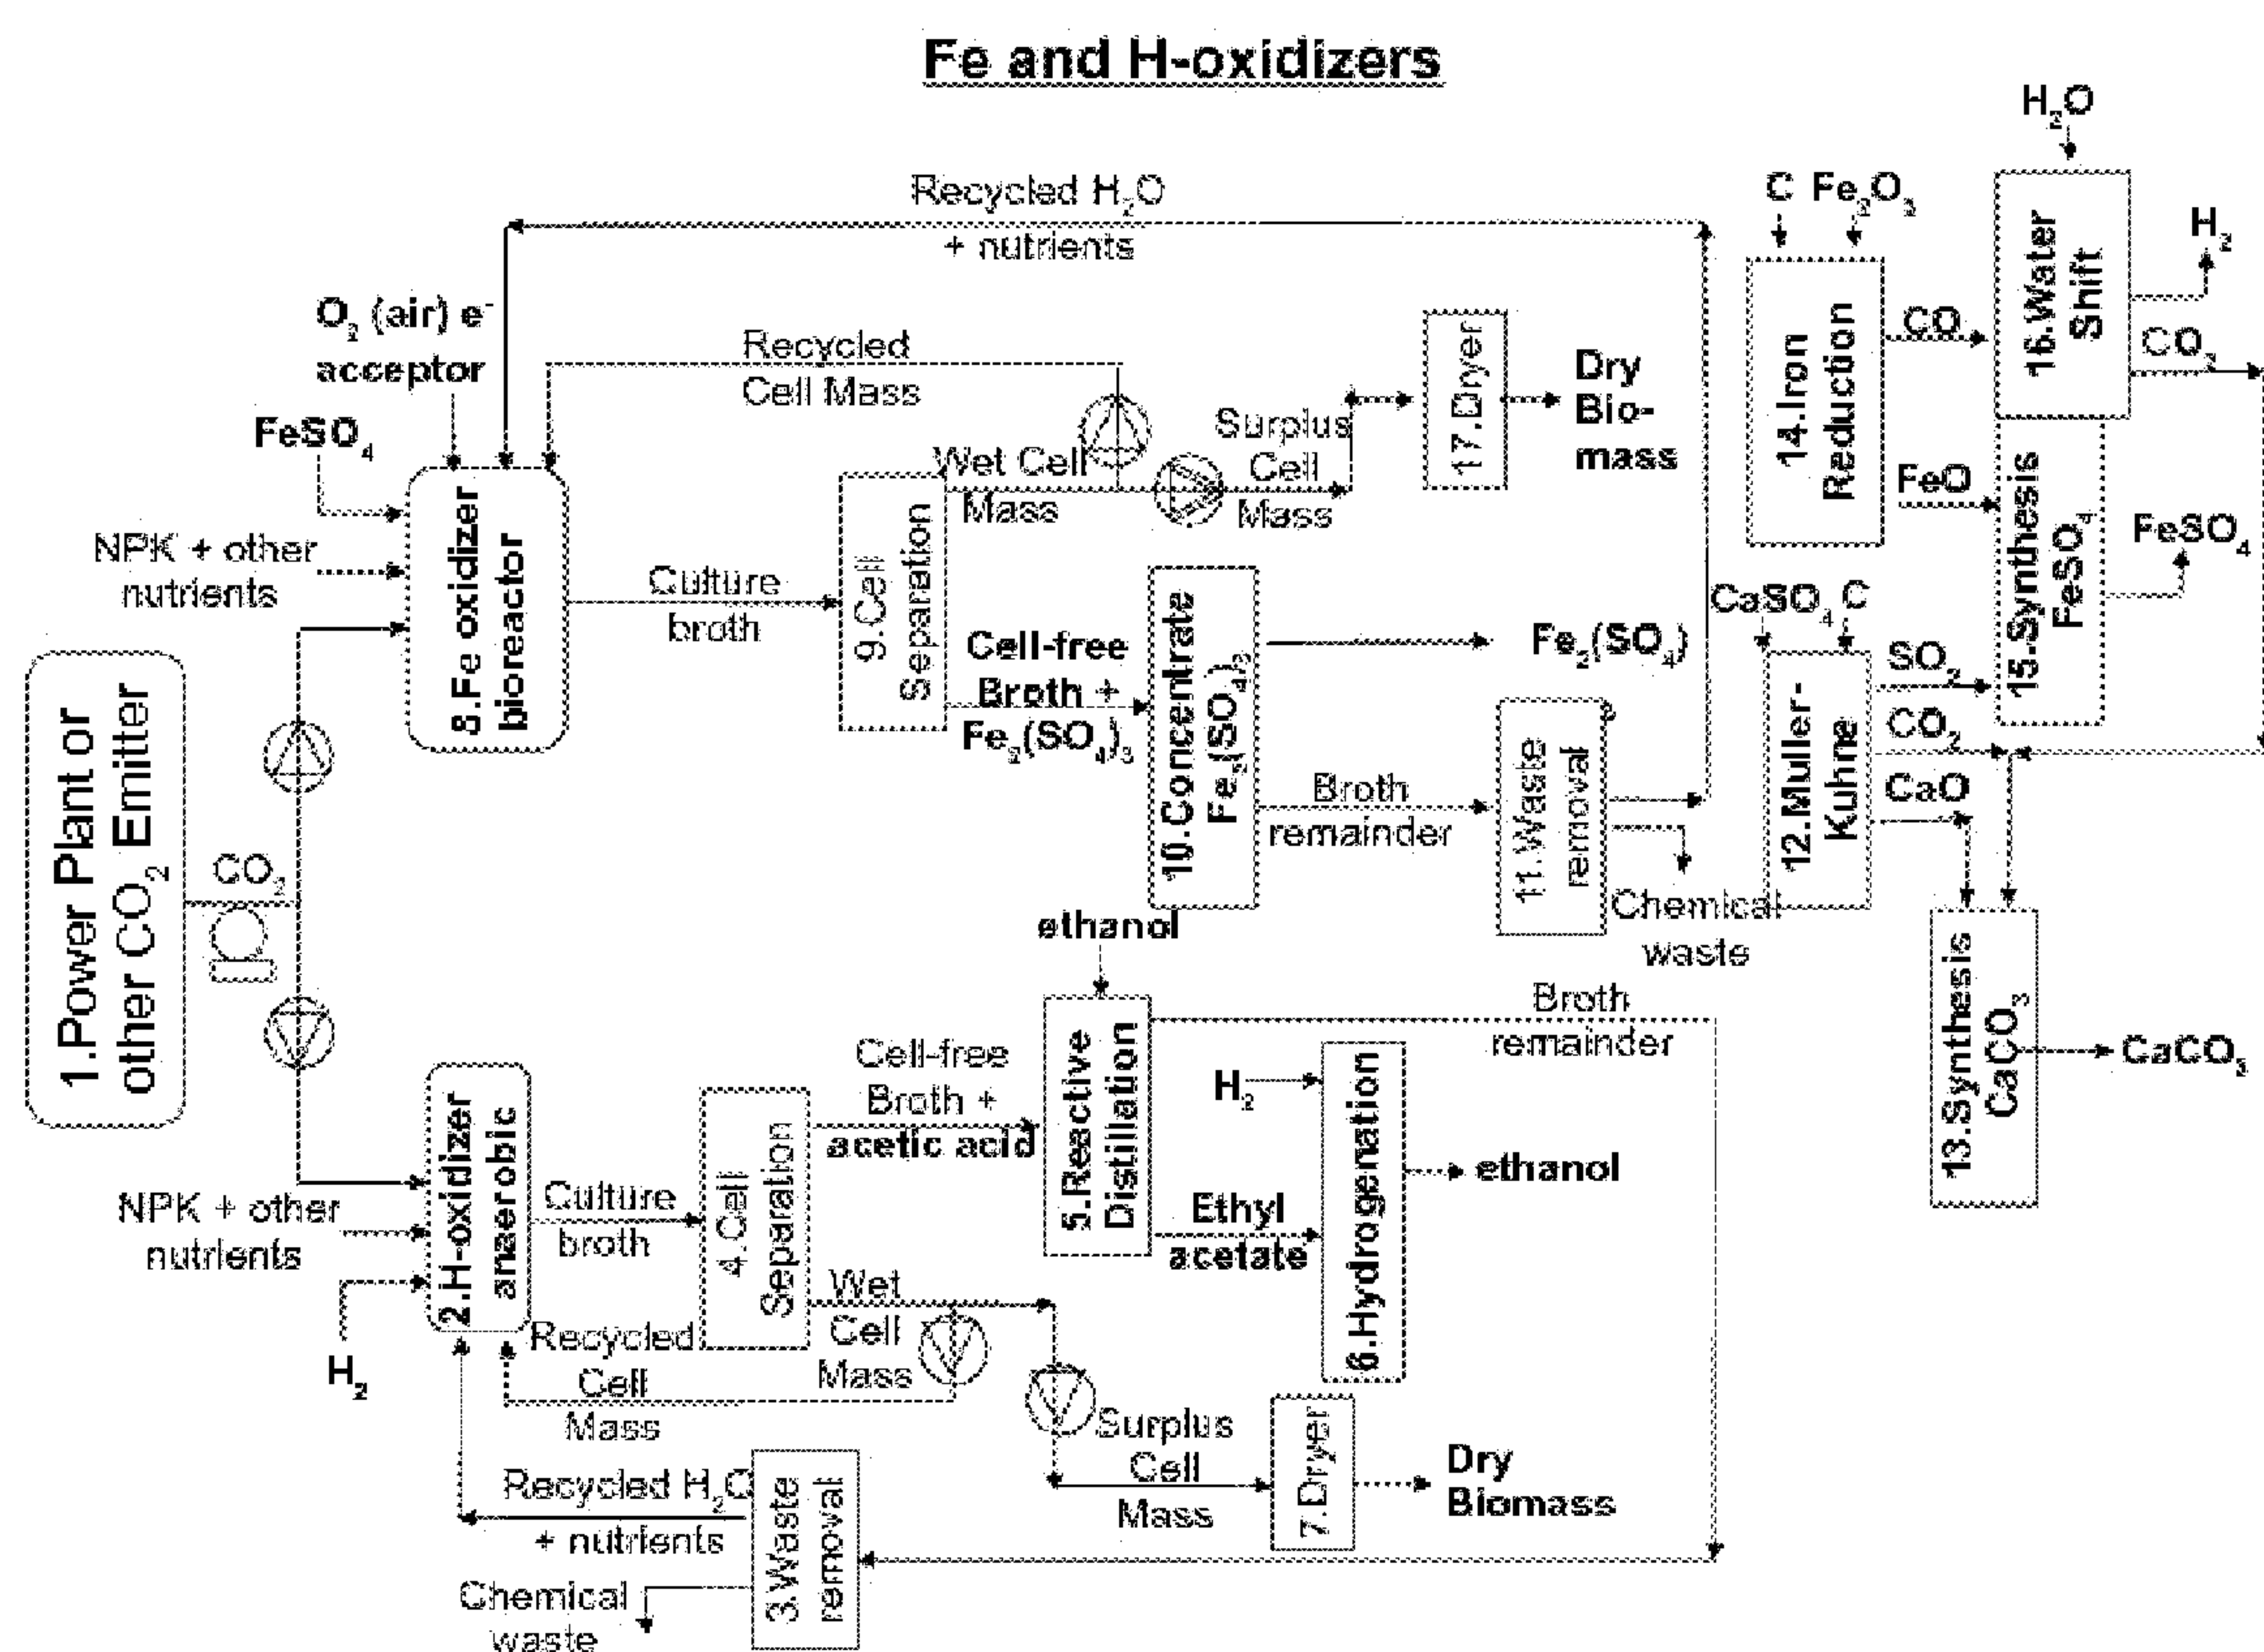 Fe and H-oxidizers
H₂O
Recycled H₂O
+ nutrients
C Fe₂O₃
16.Water
Shift
H₂
O₂ (air) e⁻
acceptor
Recycled
Cell Mass
17.Dryer
Dry
Bio-
mass
14.Iron
Reduction
CO
CO₂
FeSO₄
Surplus
Cell
Mass
Wet Cell
Mass
FeO
8.Fe oxidizer
bioreactor
9.Cell
Separation
15.Synthesis
FeSO₄
FeSO₄
NPK + other
nutrients
Culture
broth
CaSO₄ C
Cell-free
Broth +
Fe₂(SO₄)₃
10.Concentrate
Fe₂(SO₄)₃
Fe₂(SO₄)
3
1.Power Plant or
other CO₂ Emitter
SO₂
CO₂
CaO
12.Muller-
Kuhne
Broth
remainder
11.Waste
removal
CO₂
Chemical
waste
ethanol
5.Reactive
Distillation
Broth
remainder
13.Synthesis
CaCO₃
CaCO₃
Cell-free
Broth +
acetic acid
H₂
6.Hydrogenation
2.H-oxidizer
anaerobic
4.Cell
Separation
ethanol
NPK + other
nutrients
Culture
broth
Ethyl
acetate
H₂
Wet
Cell
Mass
Recycled
Cell
Mass
Surplus
Cell
Mass
7.Dryer
Dry
Biomass
Recycled H₂O
+ nutrients
3.Waste
removal
Chemical
waste